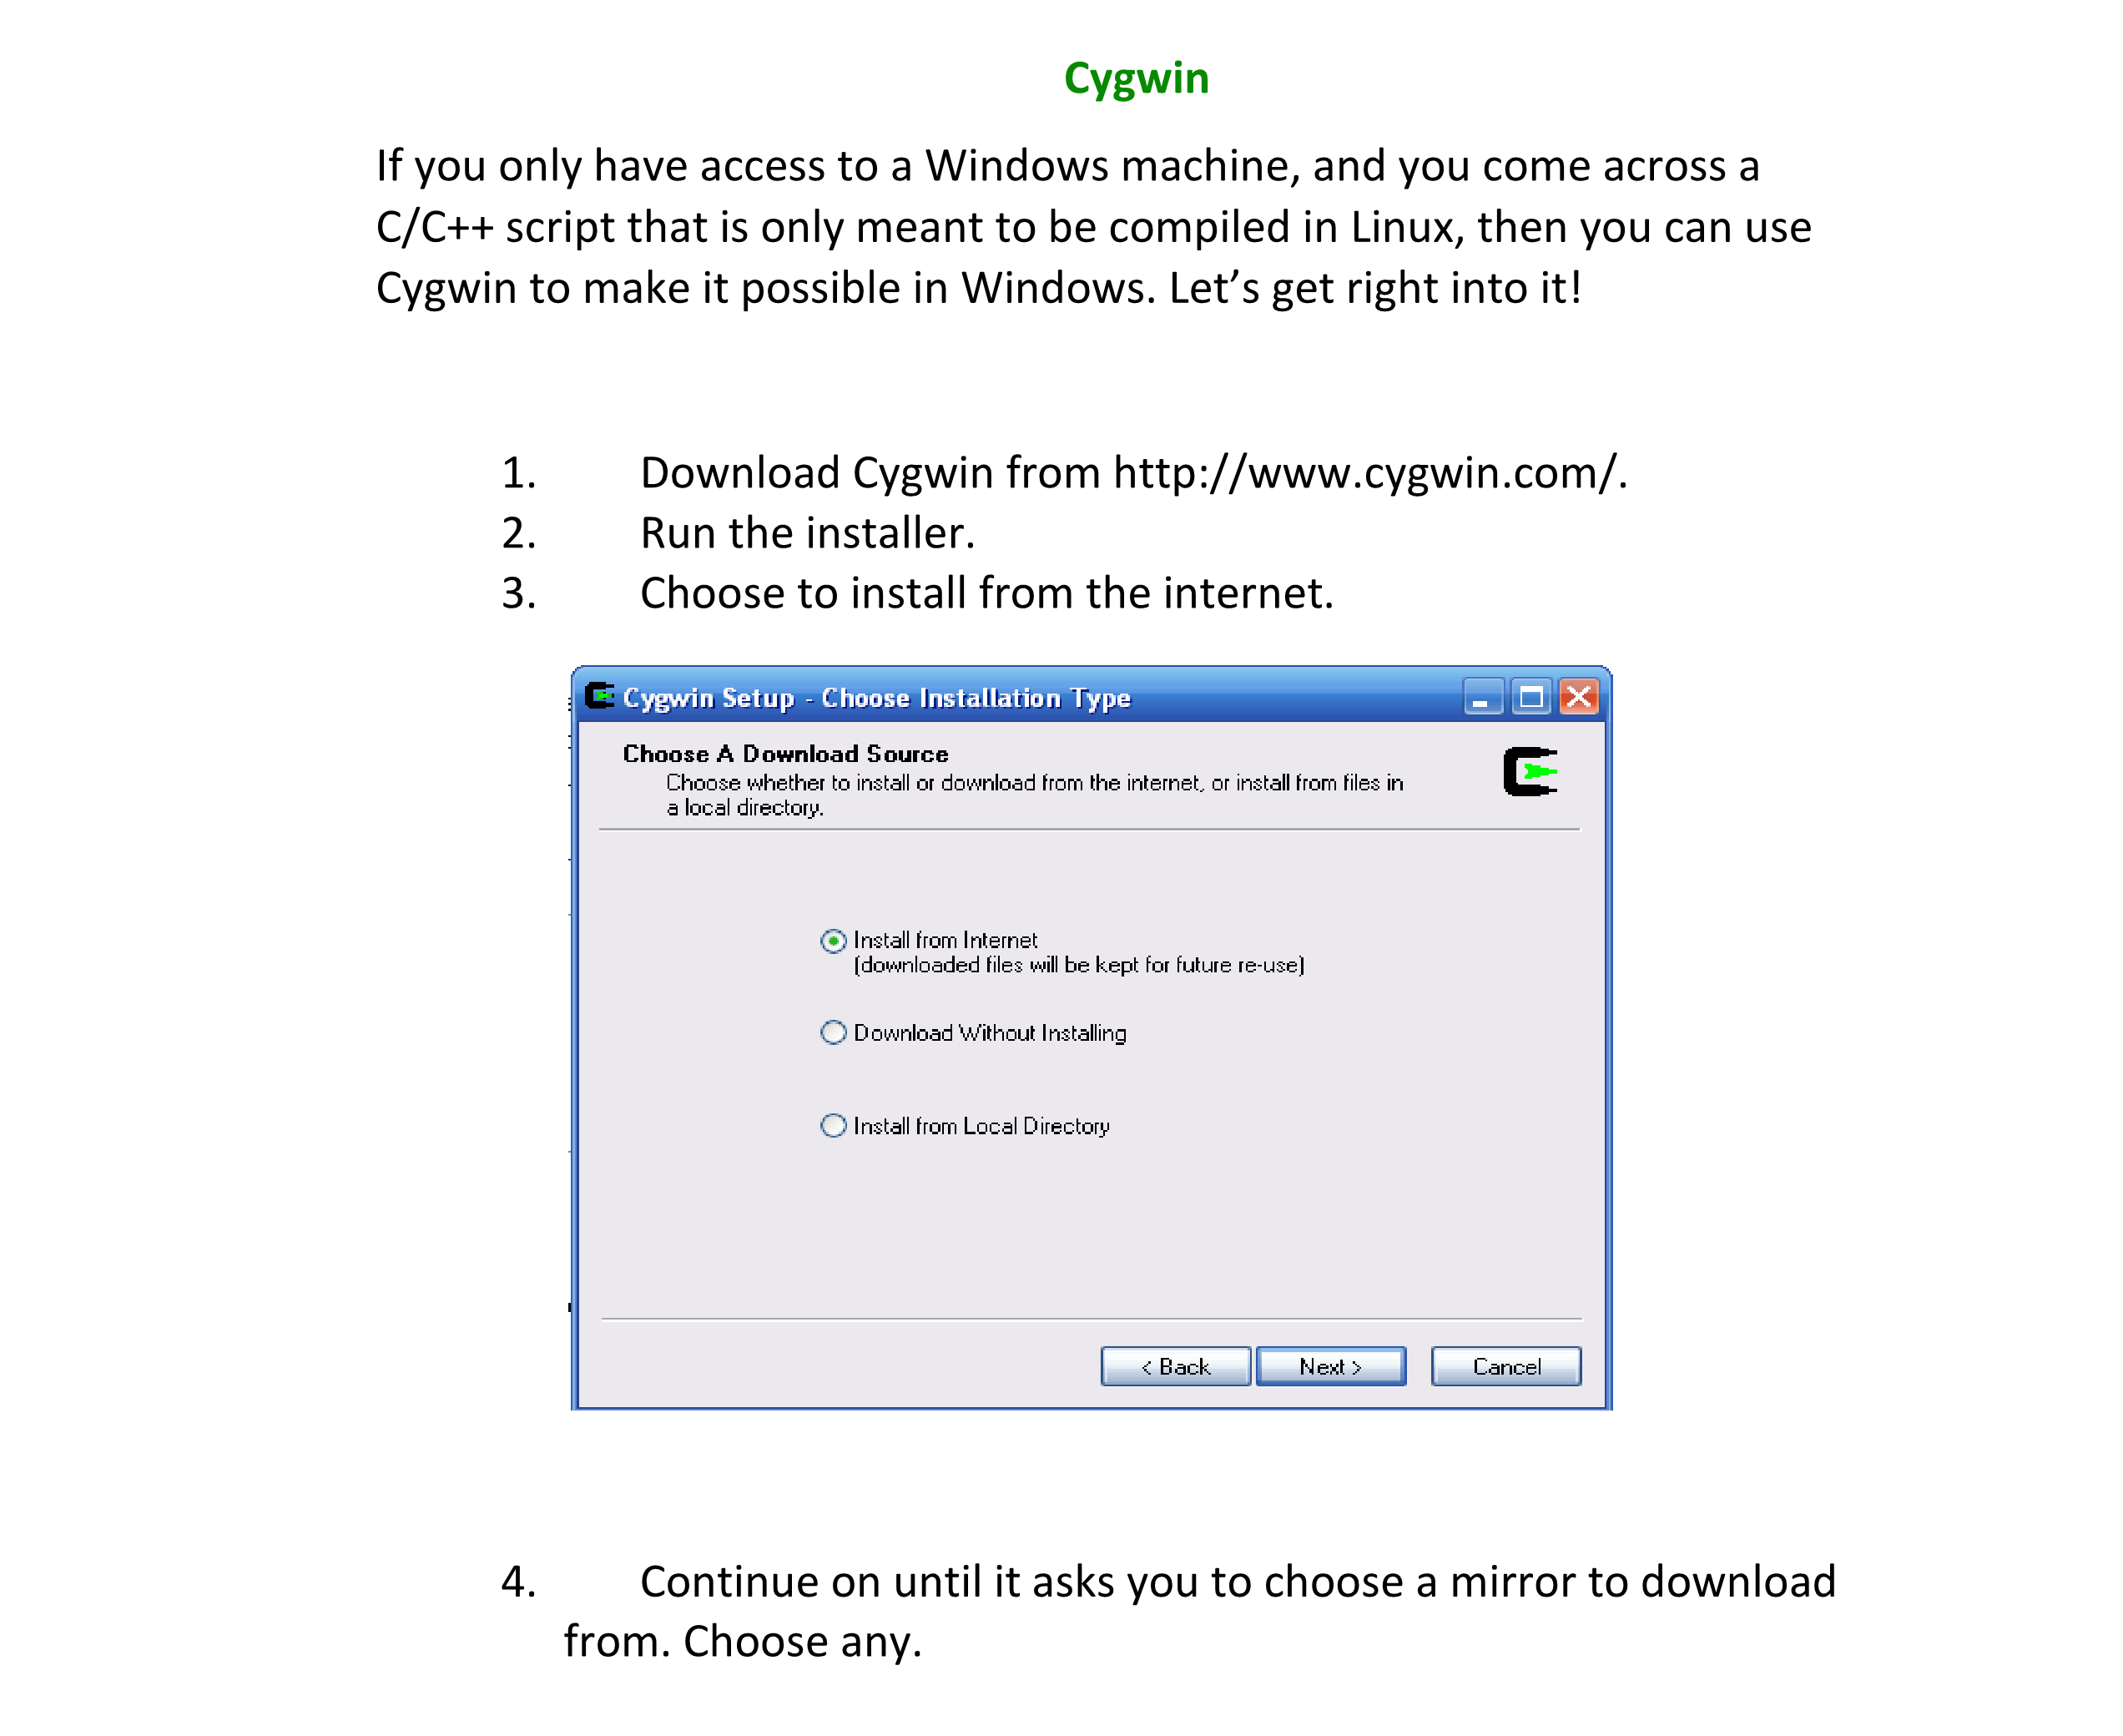 Cygwin
If you only have access to a Windows machine, and you come across a
C/C++ script that is only meant to be compiled in Linux, then you can use
Cygwin to make it possible in Windows. Let’s get right into it!
1. Download Cygwin from http://www.cygwin.com/.
2. Run the installer.
3. Choose to install from the internet.
Cygwin Setup - Choose Installation Type
Choose A Download Source
Choose whether to install or download from the internet, or install from files in
a local directory.
Install from Internet
(downloaded files will be kept for future re-use)
Download Without Installing
Install from Local Directory
< Back Next > Cancel
4. Continue on until it asks you to choose a mirror to download
from. Choose any.